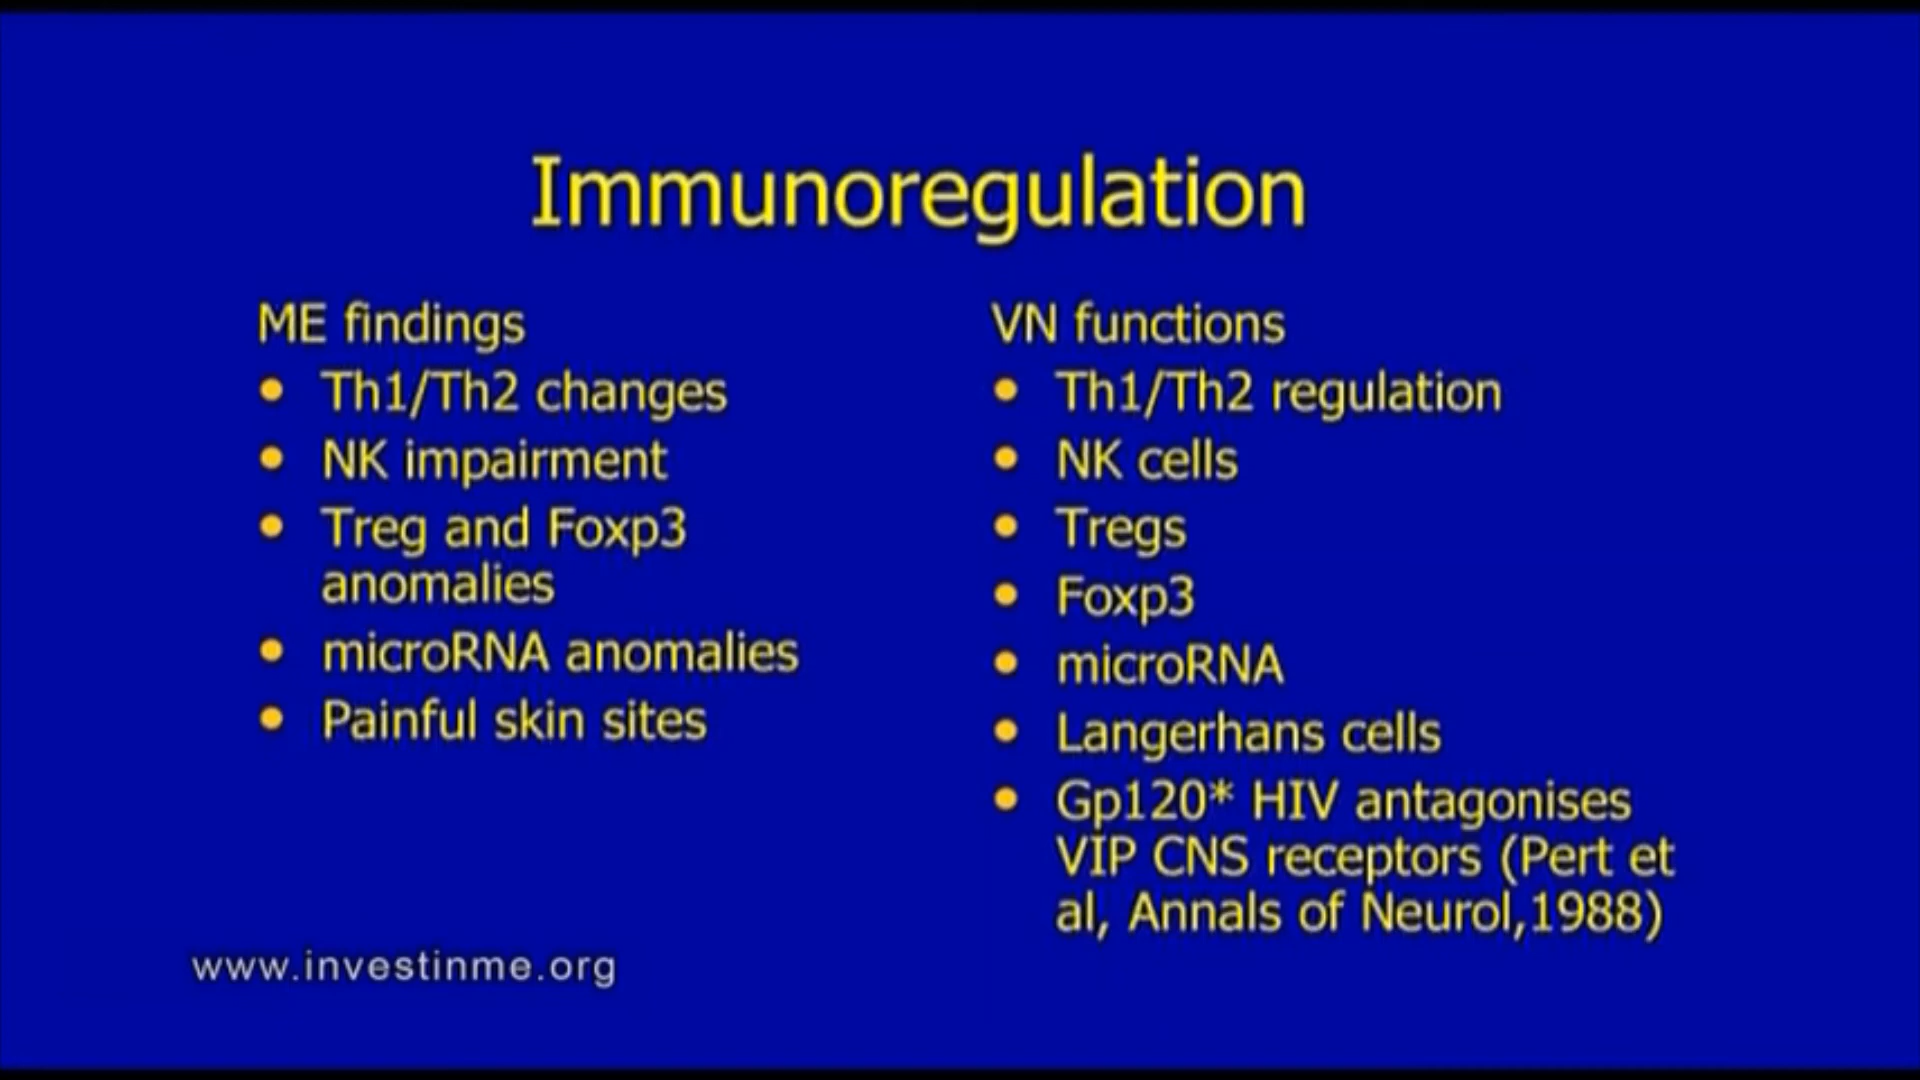 Immunoregulation
ME findings
• Th1/Th2 changes
• NK impairment
• Treg and Foxp3
anomalies
• microRNA anomalies
• Painful skin sites
VN functions
• Th1/Th2 regulation
• NK cells
• Tregs
• Foxp3
• microRNA
• Langerhans cells
• Gp120* HIV antagonises
VIP CNS receptors (Pert et
al, Annals of Neurol,1988)
www.investinme.org